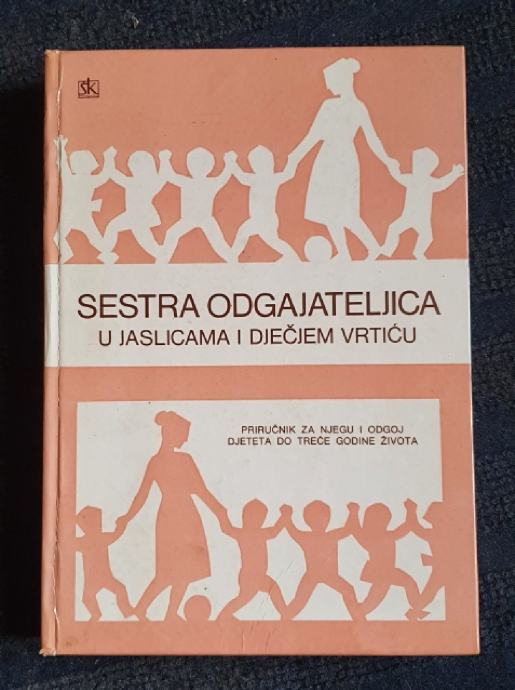 ŠK
SESTRA ODGAJATELJICA
U JASLICAMA I DJEČJEM VRTIĆU
PRIRUČNIK ZA NJEGU I ODGOJ
DJETETA DO TREĆE GODINE ŽIVOTA